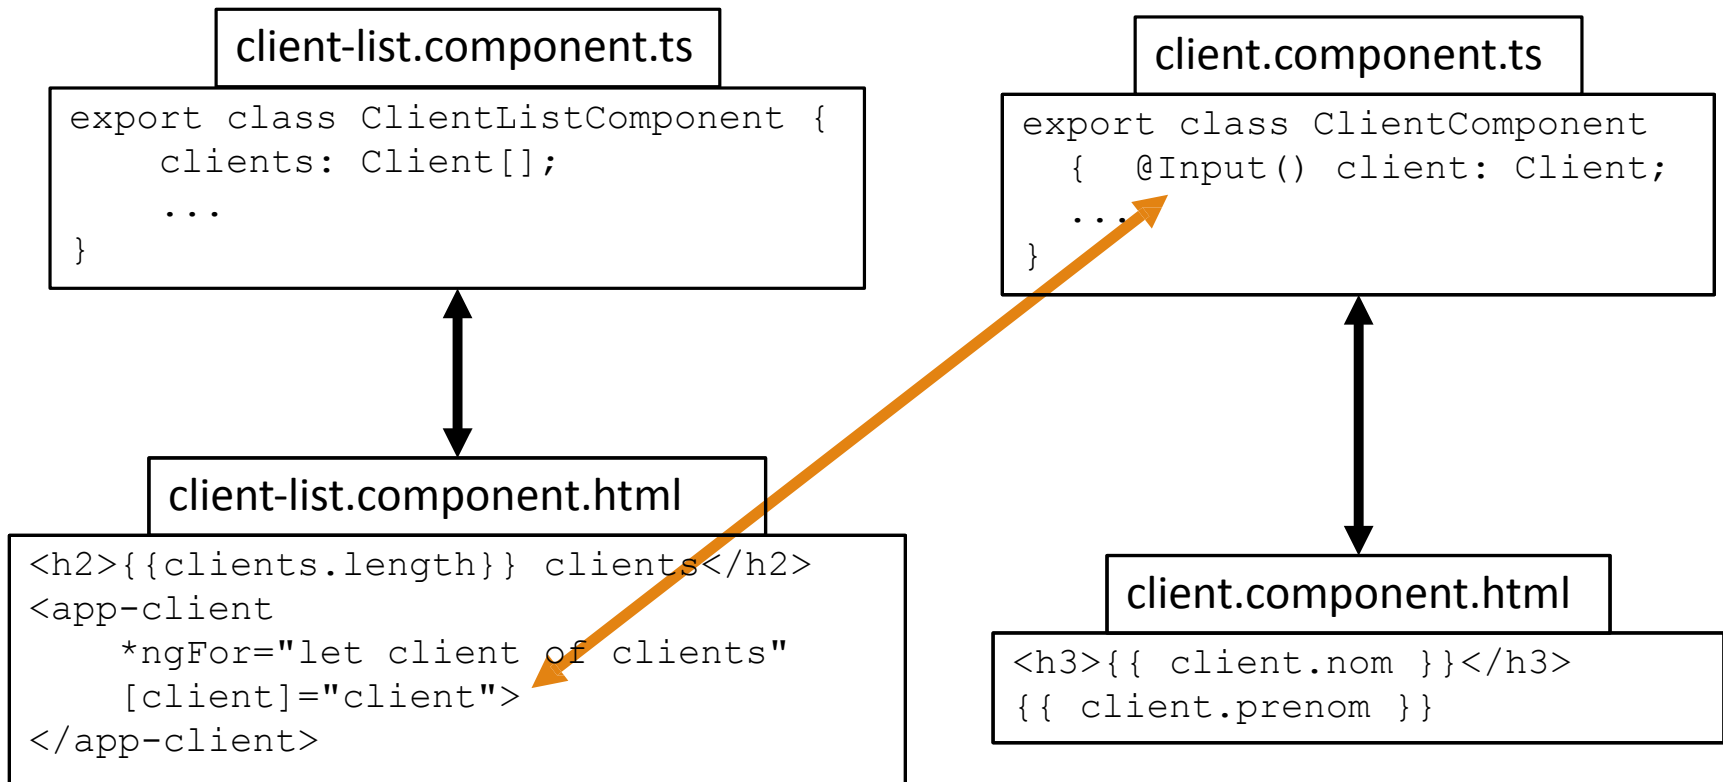 client-list.component.ts
export class ClientListComponent {
    clients: Client[];
    ...
}
client.component.ts
export class ClientComponent
  {  @Input() client: Client;
  ...
}
client-list.component.html
<h2>{{clients.length}} clients</h2>
<app-client
    *ngFor="let client of clients"
    [client]="client">
</app-client>
client.component.html
<h3>{{ client.nom }}</h3>
{{ client.prenom }}